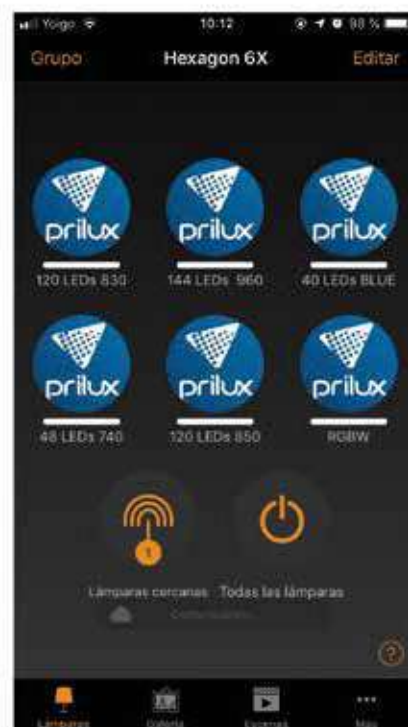 Yoigo 10:12 98 %
Grupo Hexagon 6X Editar
prilux prilux prilux
120 LEDs 830 144 LEDs 960 40 LEDs BLUE
prilux prilux prilux
48 LEDs 740 120 LEDs 850 RGBW
1
Lámparas cercanas Todas las lámparas
?
Lámparas Galería Escenas Más